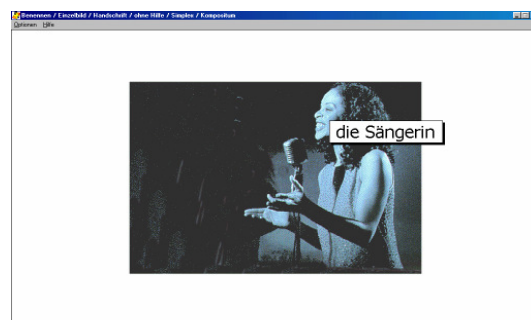 Benennen / Einzelbild / Handschrift / ohne Hilfe / Simplex / Kompositum
Optionen Hilfe
die Sängerin